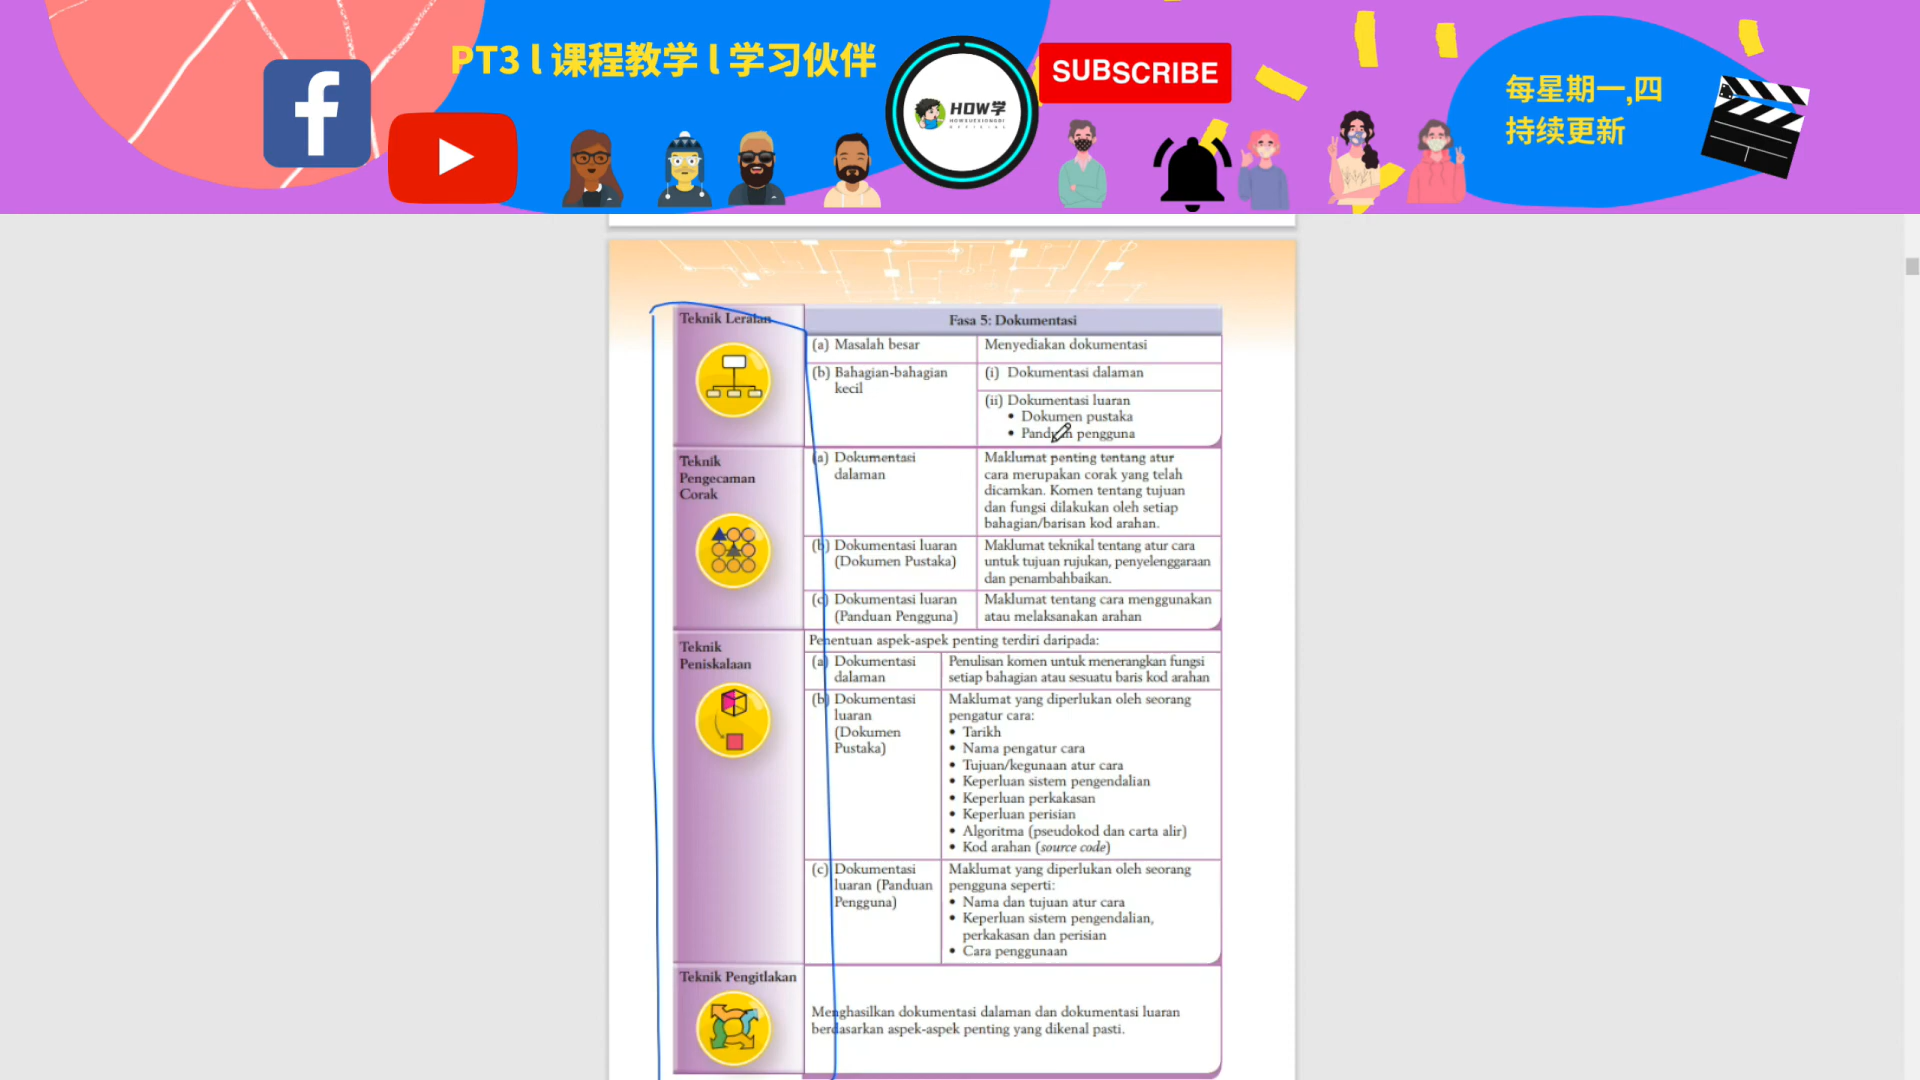 PT3 l 课程教学 l 学习伙伴
HOW学
HOWXUEXIONGDI
OFFICIAL
SUBSCRIBE
每星期一,四
持续更新
Teknik Leraian
Fasa 5: Dokumentasi
(a) Masalah besar
Menyediakan dokumentasi
(b) Bahagian-bahagian
kecil
(i) Dokumentasi dalaman
(ii) Dokumentasi luaran
• Dokumen pustaka
• Panduan pengguna
Teknik
Pengecaman
Corak
(a) Dokumentasi
dalaman
Maklumat penting tentang atur
cara merupakan corak yang telah
dicamkan. Komen tentang tujuan
dan fungsi dilakukan oleh setiap
bahagian/barisan kod arahan.
(b) Dokumentasi luaran
(Dokumen Pustaka)
Maklumat teknikal tentang atur cara
untuk tujuan rujukan, penyelenggaraan
dan penambahbaikan.
(c) Dokumentasi luaran
(Panduan Pengguna)
Maklumat tentang cara menggunakan
atau melaksanakan arahan
Teknik
Peniskalaan
Penentuan aspek-aspek penting terdiri daripada:
(a) Dokumentasi
dalaman
Penulisan komen untuk menerangkan fungsi
setiap bahagian atau sesuatu baris kod arahan
(b) Dokumentasi
luaran
(Dokumen
Pustaka)
Maklumat yang diperlukan oleh seorang
pengatur cara:
• Tarikh
• Nama pengatur cara
• Tujuan/kegunaan atur cara
• Keperluan sistem pengendalian
• Keperluan perkakasan
• Keperluan perisian
• Algoritma (pseudokod dan carta alir)
• Kod arahan (source code)
(c) Dokumentasi
luaran (Panduan
Pengguna)
Maklumat yang diperlukan oleh seorang
pengguna seperti:
• Nama dan tujuan atur cara
• Keperluan sistem pengendalian,
perkakasan dan perisian
• Cara penggunaan
Teknik Pengitlakan
Menghasilkan dokumentasi dalaman dan dokumentasi luaran
berdasarkan aspek-aspek penting yang dikenal pasti.